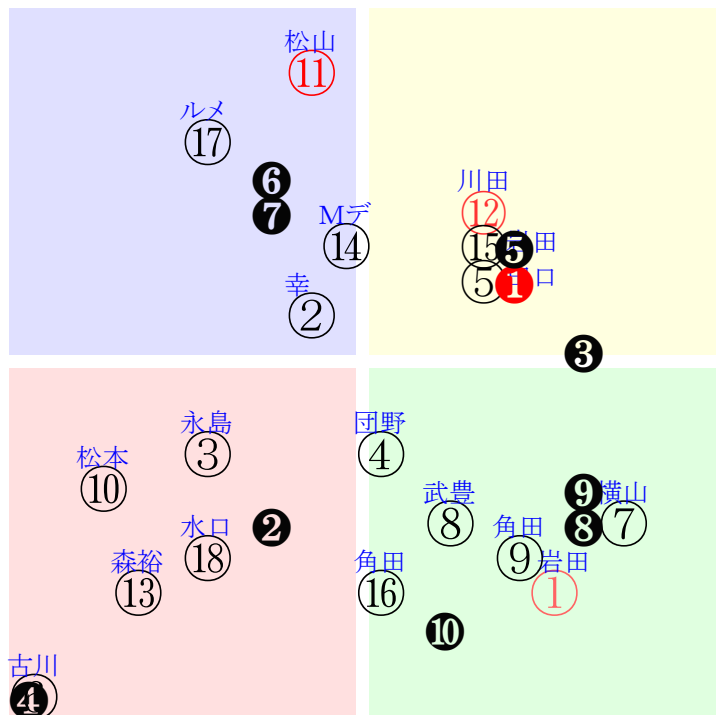 松山
⑪
ルメ
⑰
❻
❼
川田
⑫
Mデ
⑭
⑮
田
❺
幸
②
⑤
口
❶
❸
永島
③
団野
④
松本
⑩
武豊
⑧
❾
横山
⑦
水口
⑱
❷
角田
⑨
❽
森裕
⑬
角田
⑯
岩田
①
❿
古川
❹